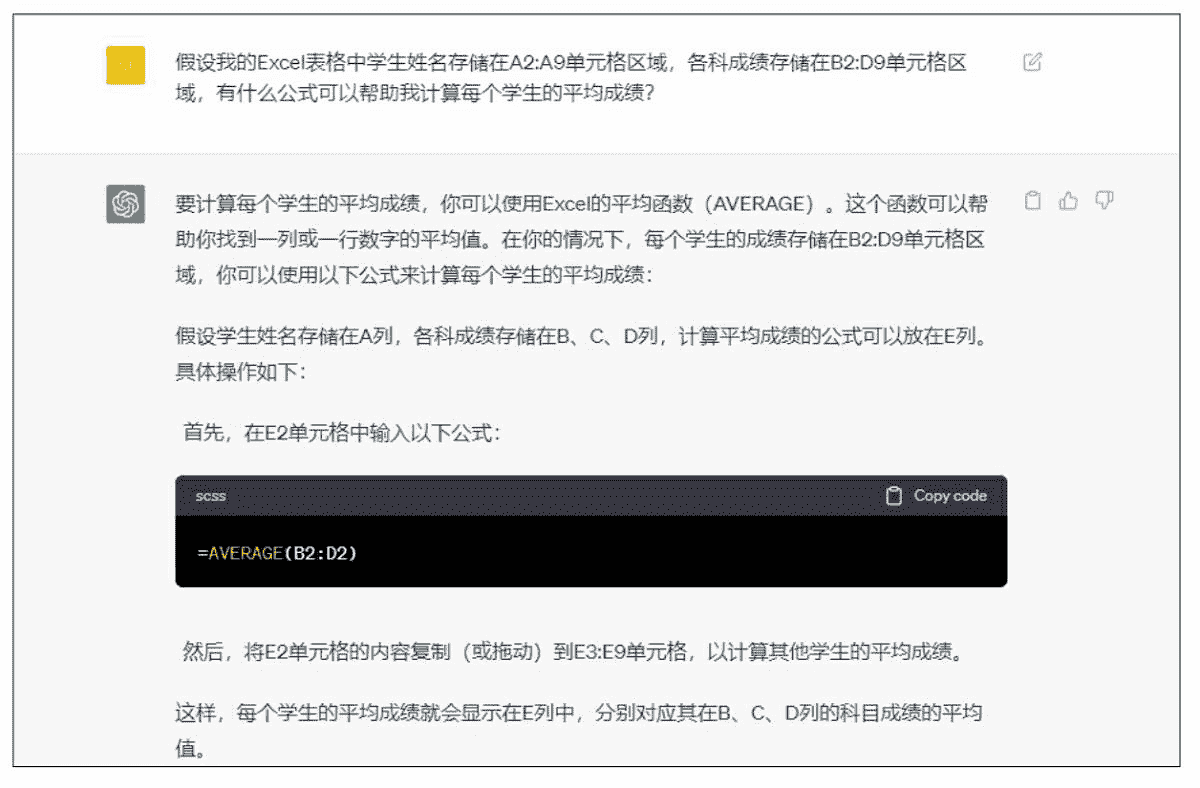 假设我的Excel表格中学生姓名存储在A2:A9单元格区域，各科成绩存储在B2:D9单元格区
域，有什么公式可以帮助我计算每个学生的平均成绩？
要计算每个学生的平均成绩，你可以使用Excel的平均函数（AVERAGE）。这个函数可以帮
助你找到一列或一行数字的平均值。在你的情况下，每个学生的成绩存储在B2:D9单元格区
域，你可以使用以下公式来计算每个学生的平均成绩：
假设学生姓名存储在A列，各科成绩存储在B、C、D列，计算平均成绩的公式可以放在E列。
具体操作如下：
首先，在E2单元格中输入以下公式：
scss Copy code
=AVERAGE(B2:D2)
然后，将E2单元格的内容复制（或拖动）到E3:E9单元格，以计算其他学生的平均成绩。
这样，每个学生的平均成绩就会显示在E列中，分别对应其在B、C、D列的科目成绩的平均
值。